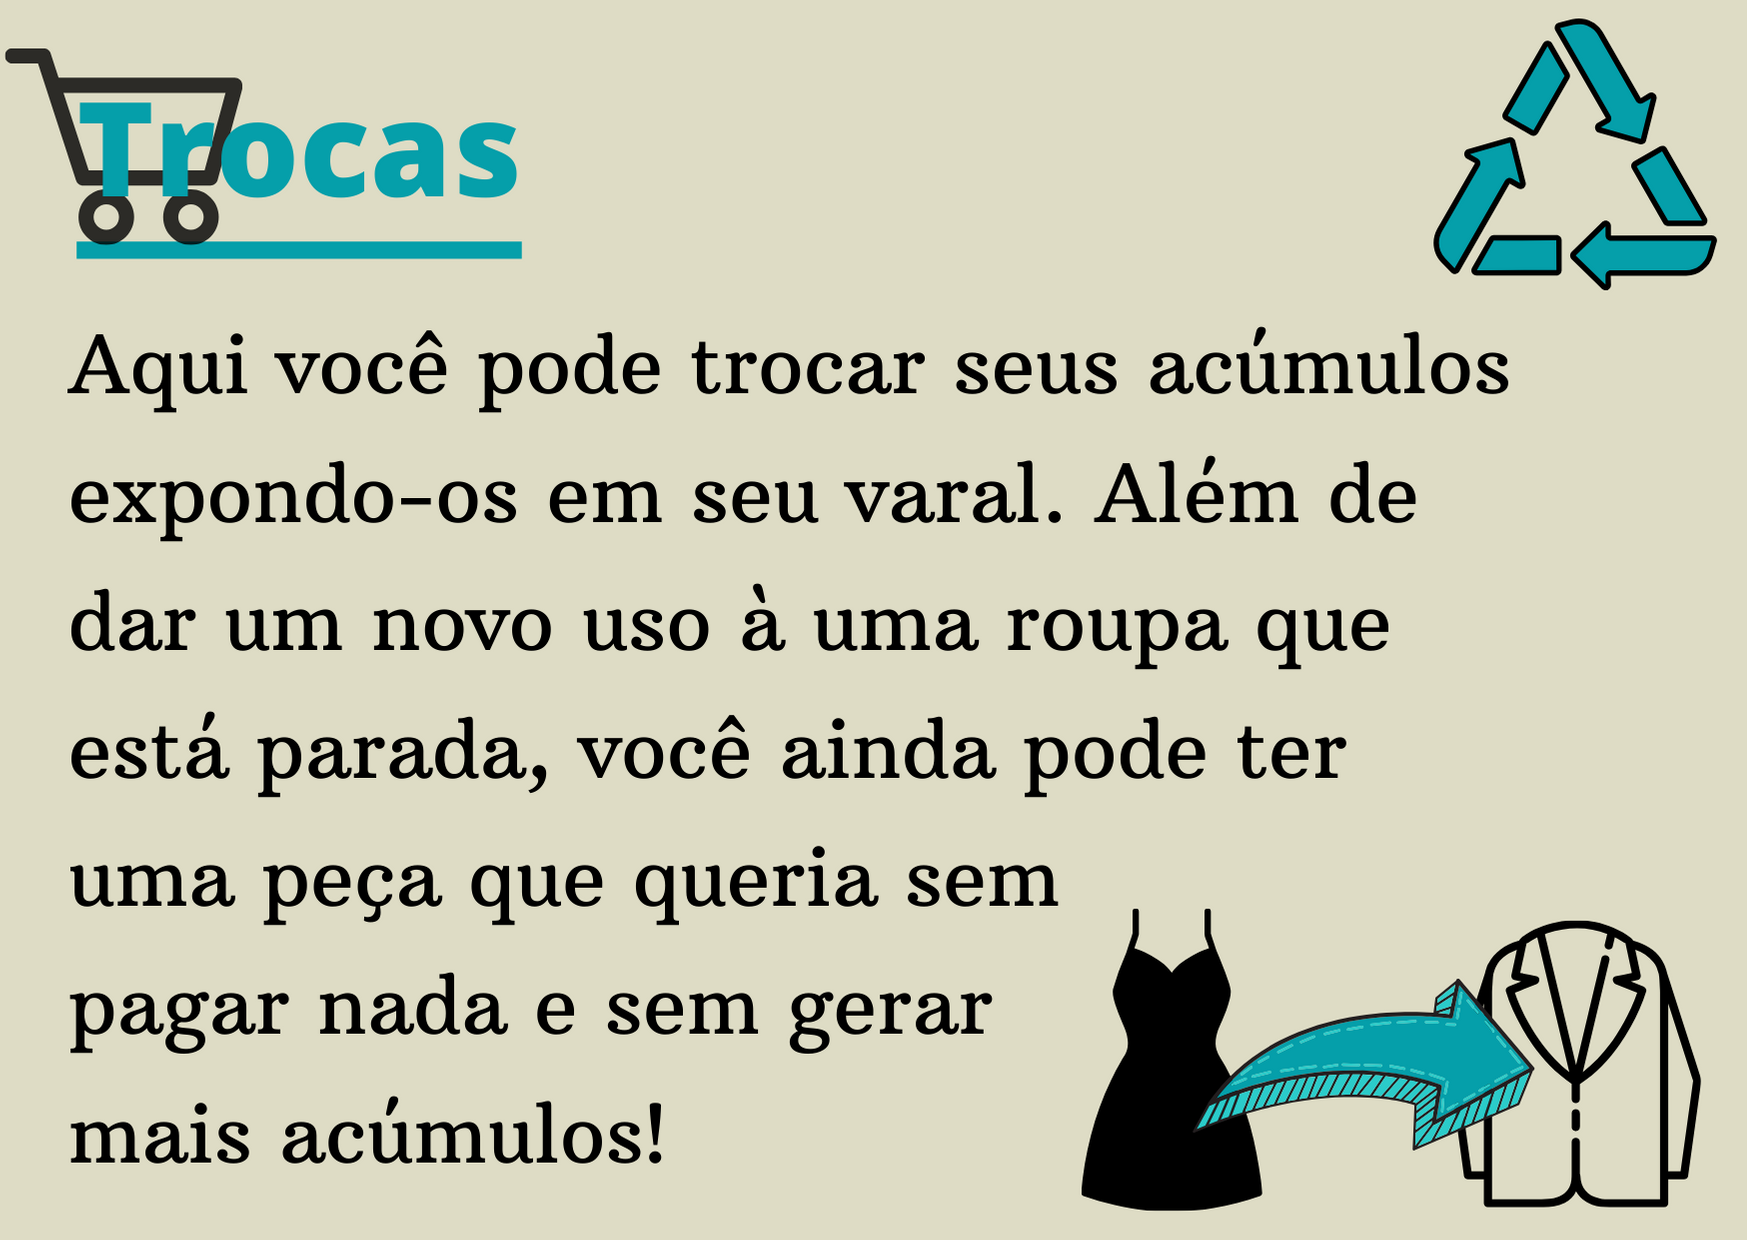 Trocas
Aqui você pode trocar seus acúmulos
expondo-os em seu varal. Além de
dar um novo uso à uma roupa que
está parada, você ainda pode ter
uma peça que queria sem
pagar nada e sem gerar
mais acúmulos!